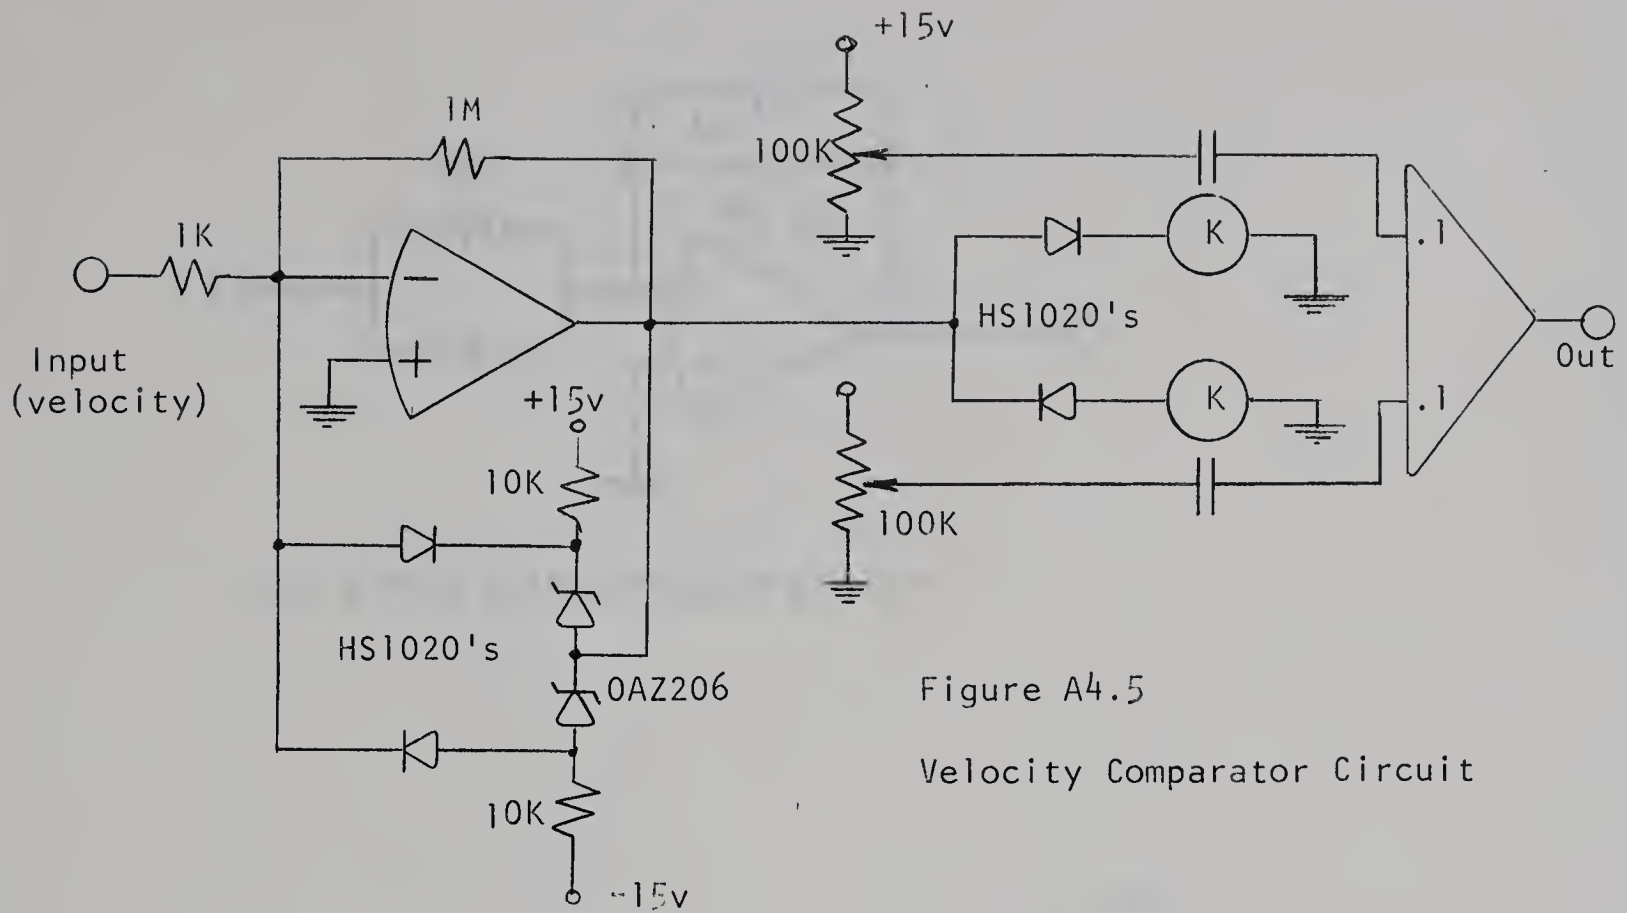 +15v
1M
100K
1K
K
.1
−
HS1020's
+
Input
(velocity)
Out
+15v
K
.1
10K
100K
HS1020's
OAZ206
Figure A4.5
Velocity Comparator Circuit
10K
-15v